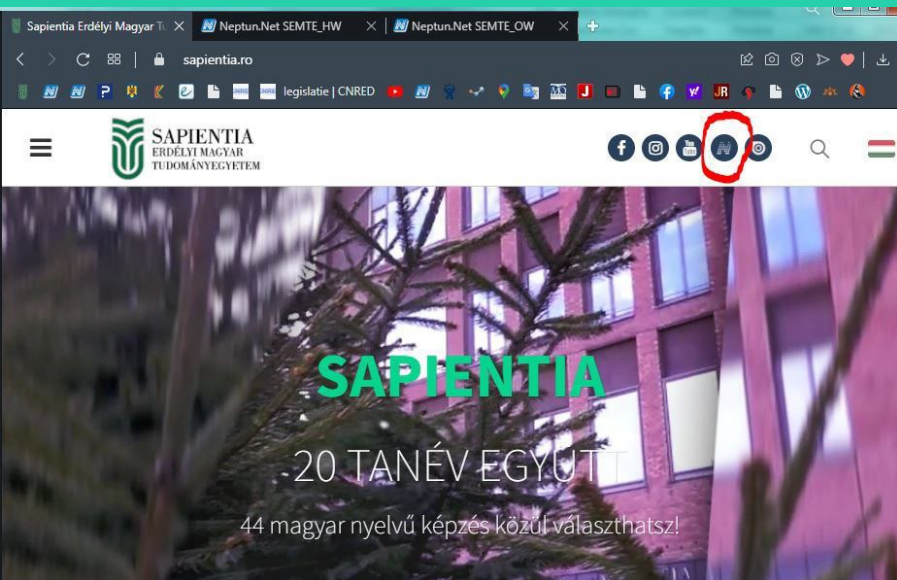 Sapientia Erdélyi Magyar Tu
Neptun.Net SEMTE_HW
Neptun.Net SEMTE_OW
sapientia.ro
legislatie | CNRED
SAPIENTIA
ERDÉLYI MAGYAR
TUDOMÁNYEGYETEM
SAPIENTIA
20 TANÉV EGYÜTT
44 magyar nyelvű képzés közül választhatsz!